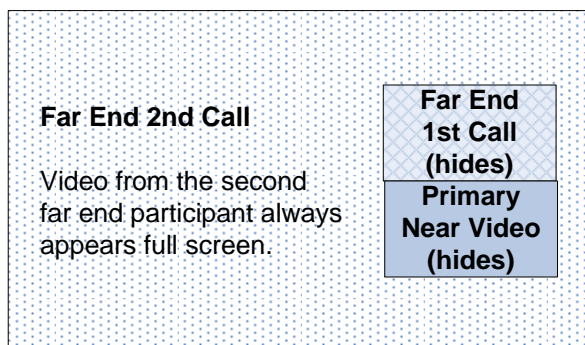 Far End 2nd Call
Video from the second
far end participant always
appears full screen.
Far End
1st Call
(hides)
Primary
Near Video
(hides)